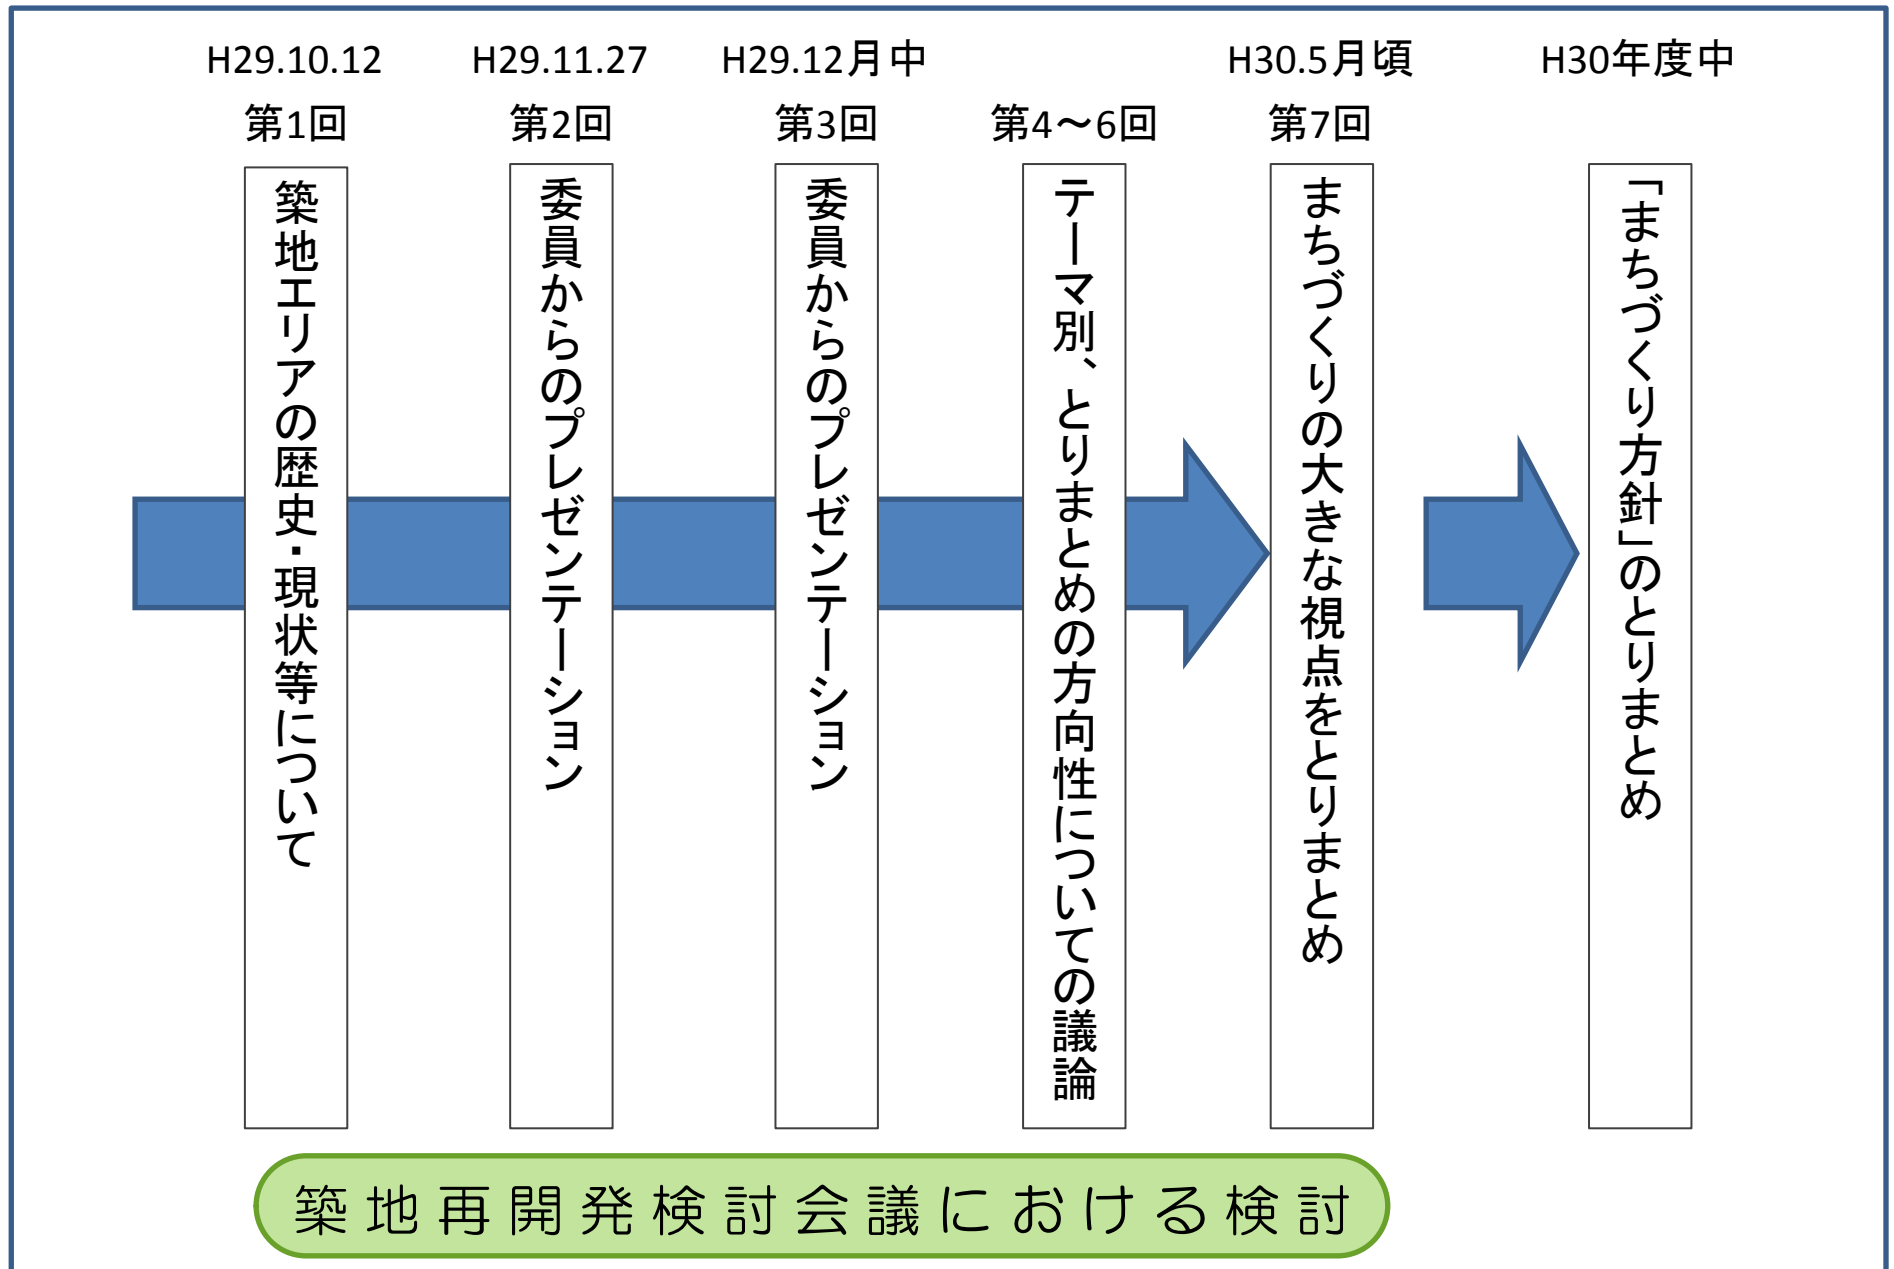 H29.10.12
第1回
築地エリアの歴史・現状等について
H29.11.27
第2回
委員からのプレゼンテーション
H29.12月中
第3回
委員からのプレゼンテーション
第4～6回
テーマ別、とりまとめの方向性についての議論
H30.5月頃
第7回
まちづくりの大きな視点をとりまとめ
H30年度中
「まちづくり方針」のとりまとめ
築地再開発検討会議における検討